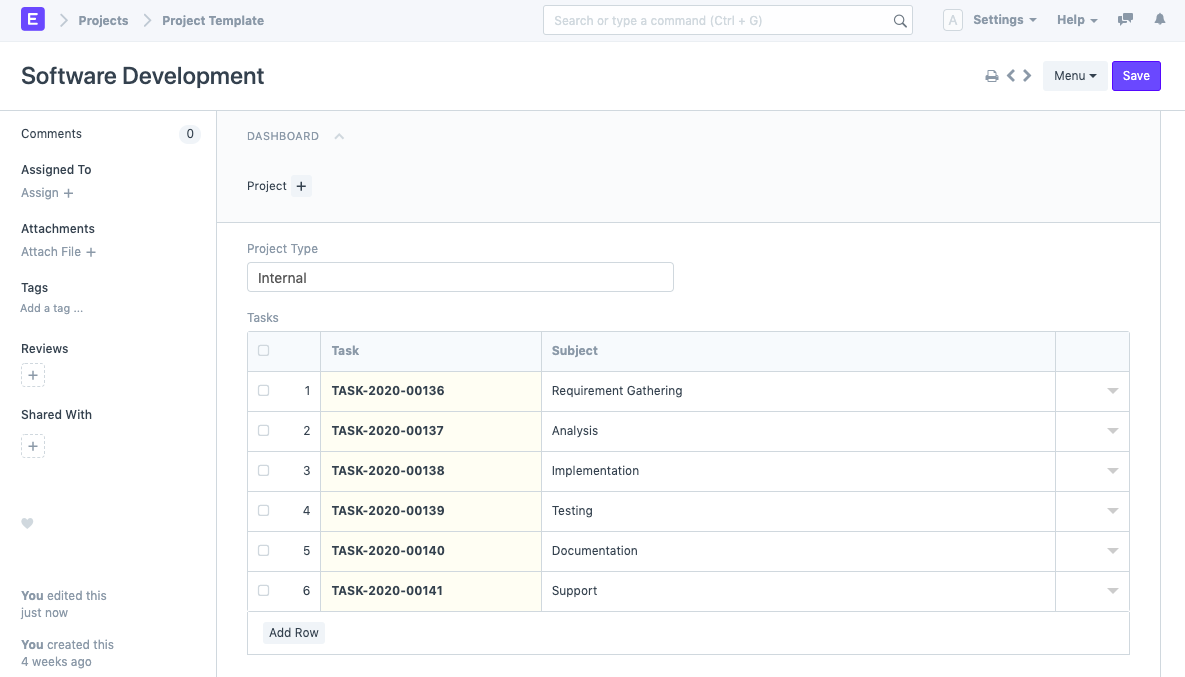 E Projects Project Template Search or type a command (Ctrl + G) A Settings Help
Software Development Menu Save
Comments 0
Assigned To
Assign +
Attachments
Attach File +
Tags
Add a tag ...
Reviews
+
Shared With
+
You edited this
just now
You created this
4 weeks ago
DASHBOARD
Project +
Project Type
Internal
Tasks
Task Subject
1 TASK-2020-00136 Requirement Gathering
2 TASK-2020-00137 Analysis
3 TASK-2020-00138 Implementation
4 TASK-2020-00139 Testing
5 TASK-2020-00140 Documentation
6 TASK-2020-00141 Support
Add Row